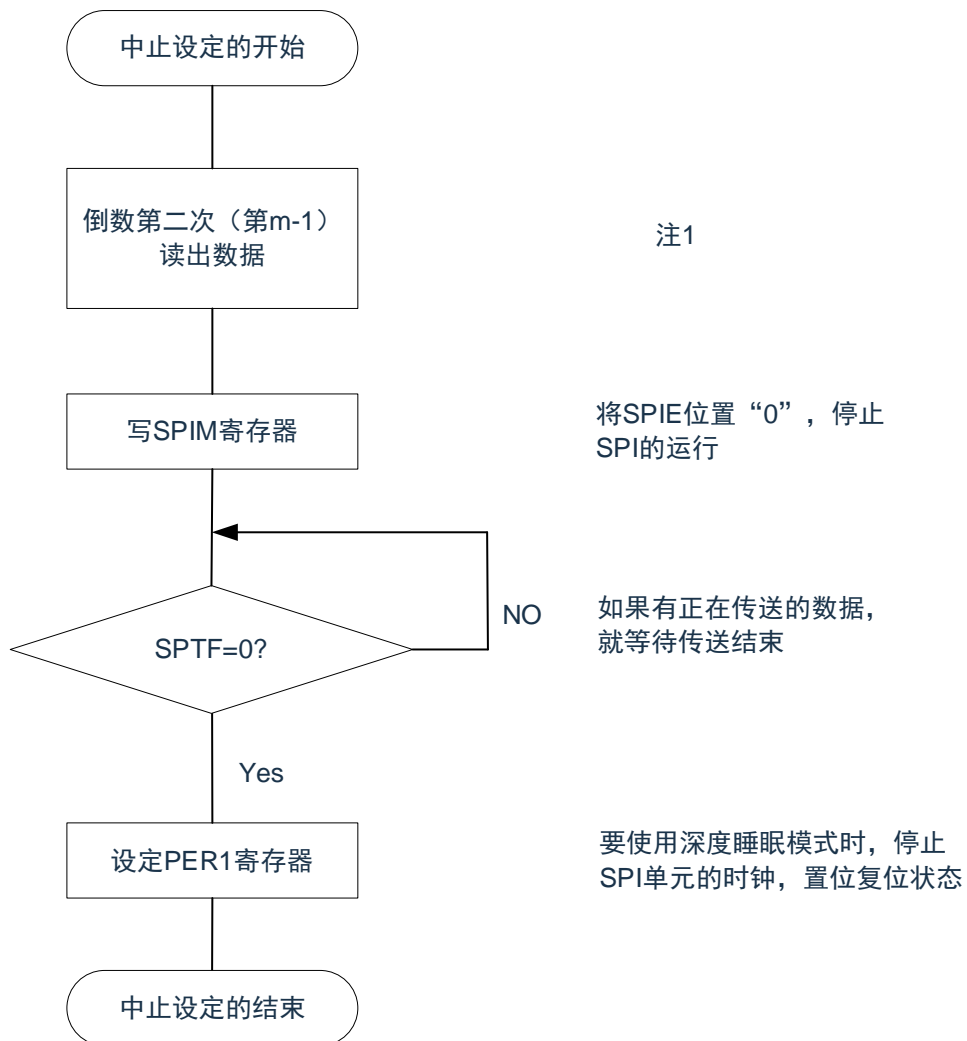 中止设定的开始
倒数第二次（第m-1）
读出数据
注1
写SPIM寄存器
将SPIE位置“0”，停止
SPI的运行
SPTF=0?
NO
如果有正在传送的数据，
就等待传送结束
Yes
设定PER1寄存器
要使用深度睡眠模式时，停止
SPI单元的时钟，置位复位状态
中止设定的结束